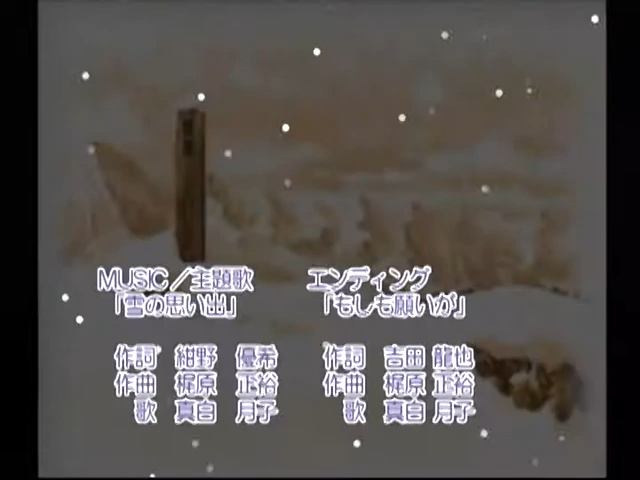 MUSIC／主題歌
「雪の思い出」
作詞 紺野 優希
作曲 梶原 正裕
歌 真白 月子
エンディング
「もしも願いが」
作詞 吉田 龍也
作曲 梶原 正裕
歌 真白 月子